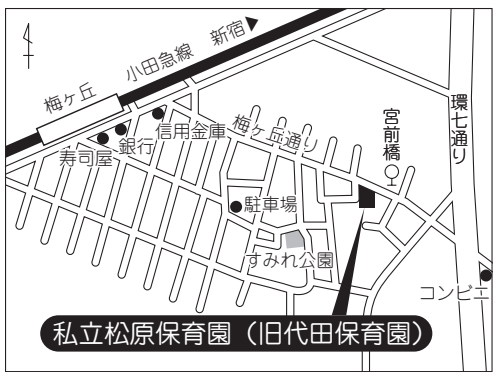 新宿
小田急線
梅ヶ丘
環七通り
宮前橋
信用金庫
梅ヶ丘通り
銀行
寿司屋
駐車場
すみれ公園
コンビニ
私立松原保育園（旧代田保育園）